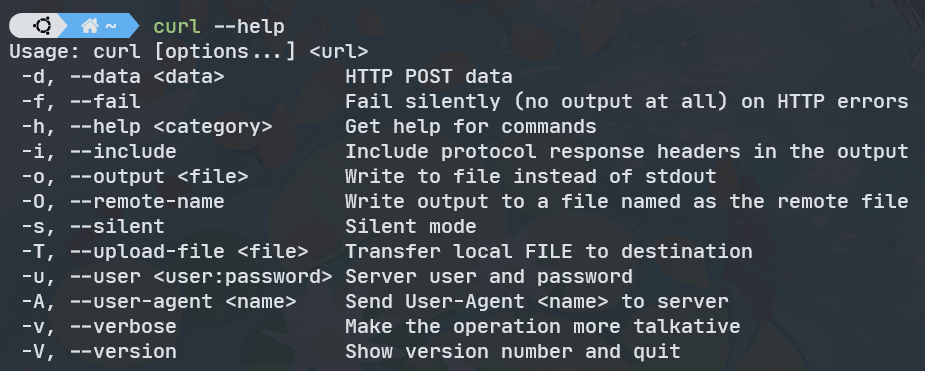 ~ curl --help
Usage: curl [options...] <url>
 -d, --data <data>          HTTP POST data
 -f, --fail                 Fail silently (no output at all) on HTTP errors
 -h, --help <category>      Get help for commands
 -i, --include              Include protocol response headers in the output
 -o, --output <file>        Write to file instead of stdout
 -O, --remote-name          Write output to a file named as the remote file
 -s, --silent               Silent mode
 -T, --upload-file <file>   Transfer local FILE to destination
 -u, --user <user:password> Server user and password
 -A, --user-agent <name>    Send User-Agent <name> to server
 -v, --verbose              Make the operation more talkative
 -V, --version              Show version number and quit